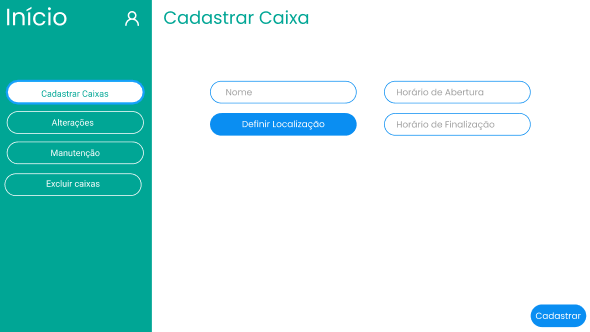 Início
Cadastrar Caixas
Alterações
Manutenção
Excluir caixas
Cadastrar Caixa
Nome
Horário de Abertura
Definir Localização
Horário de Finalização
Cadastrar